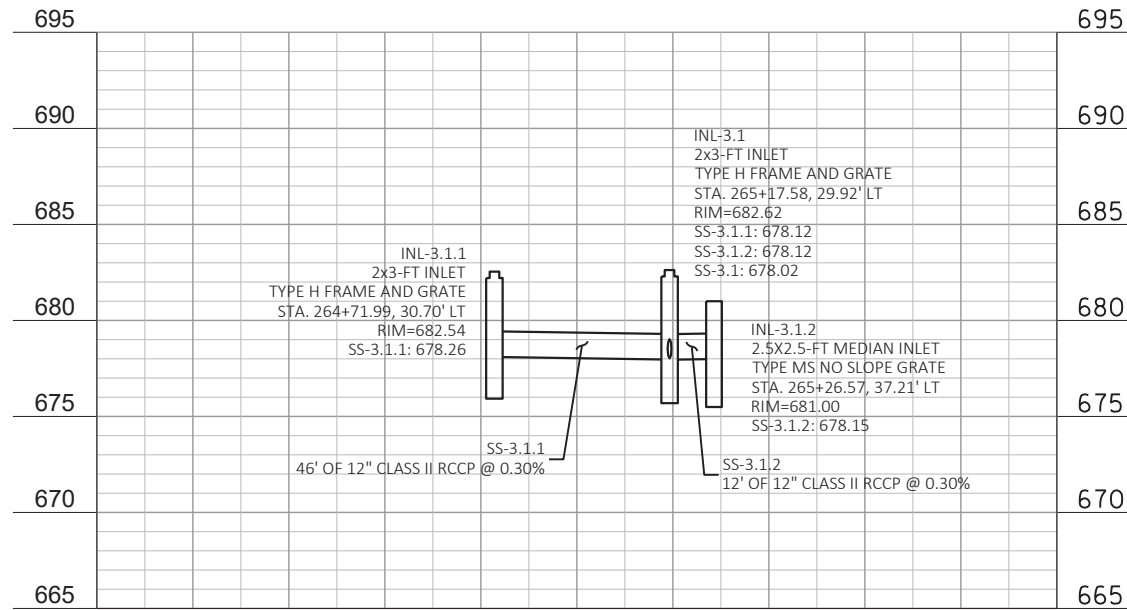 695
695
690
690
685
685
680
680
675
675
670
670
665
665
INL-3.1
2x3-FT INLET
TYPE H FRAME AND GRATE
STA. 265+17.58, 29.92' LT
RIM=682.62
SS-3.1.1: 678.12
SS-3.1.2: 678.12
SS-3.1: 678.02
INL-3.1.1
2x3-FT INLET
TYPE H FRAME AND GRATE
STA. 264+71.99, 30.70' LT
RIM=682.54
SS-3.1.1: 678.26
INL-3.1.2
2.5X2.5-FT MEDIAN INLET
TYPE MS NO SLOPE GRATE
STA. 265+26.57, 37.21' LT
RIM=681.00
SS-3.1.2: 678.15
SS-3.1.1
46' OF 12" CLASS II RCCP @ 0.30%
SS-3.1.2
12' OF 12" CLASS II RCCP @ 0.30%